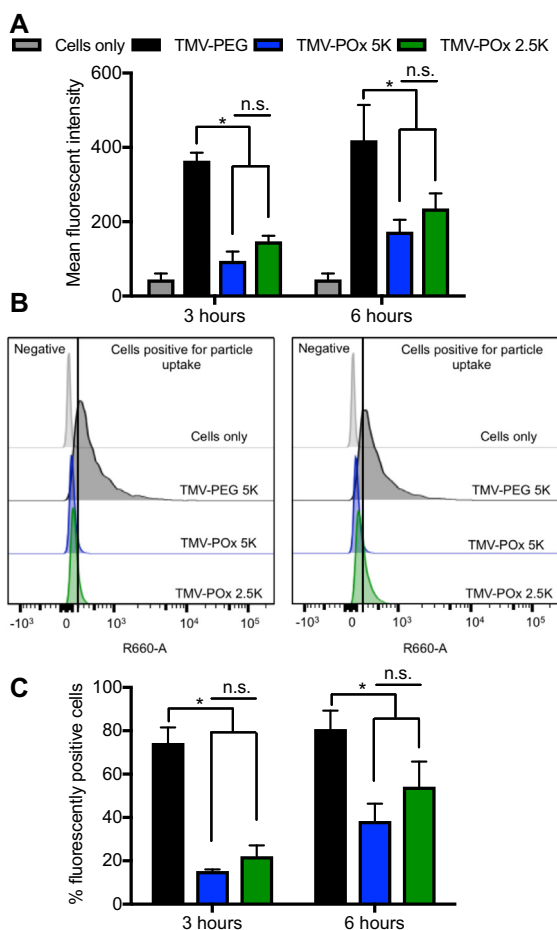 A
Cells only TMV-PEG TMV-POx 5K TMV-POx 2.5K
Mean fluorescent intensity
600
400
200
0
n.s.
*
n.s.
*
3 hours
6 hours
B
Negative
Cells positive for particle
uptake
Cells only
TMV-PEG 5K
TMV-POx 5K
TMV-POx 2.5K
-10³ 0 10³ 10⁴ 10⁵
R660-A
Negative
Cells positive for particle
uptake
Cells only
TMV-PEG 5K
TMV-POx 5K
TMV-POx 2.5K
-10³ 0 10³ 10⁴ 10⁵
R660-A
C
% fluorescently positive cells
100
80
60
40
20
0
n.s.
*
n.s.
*
3 hours
6 hours